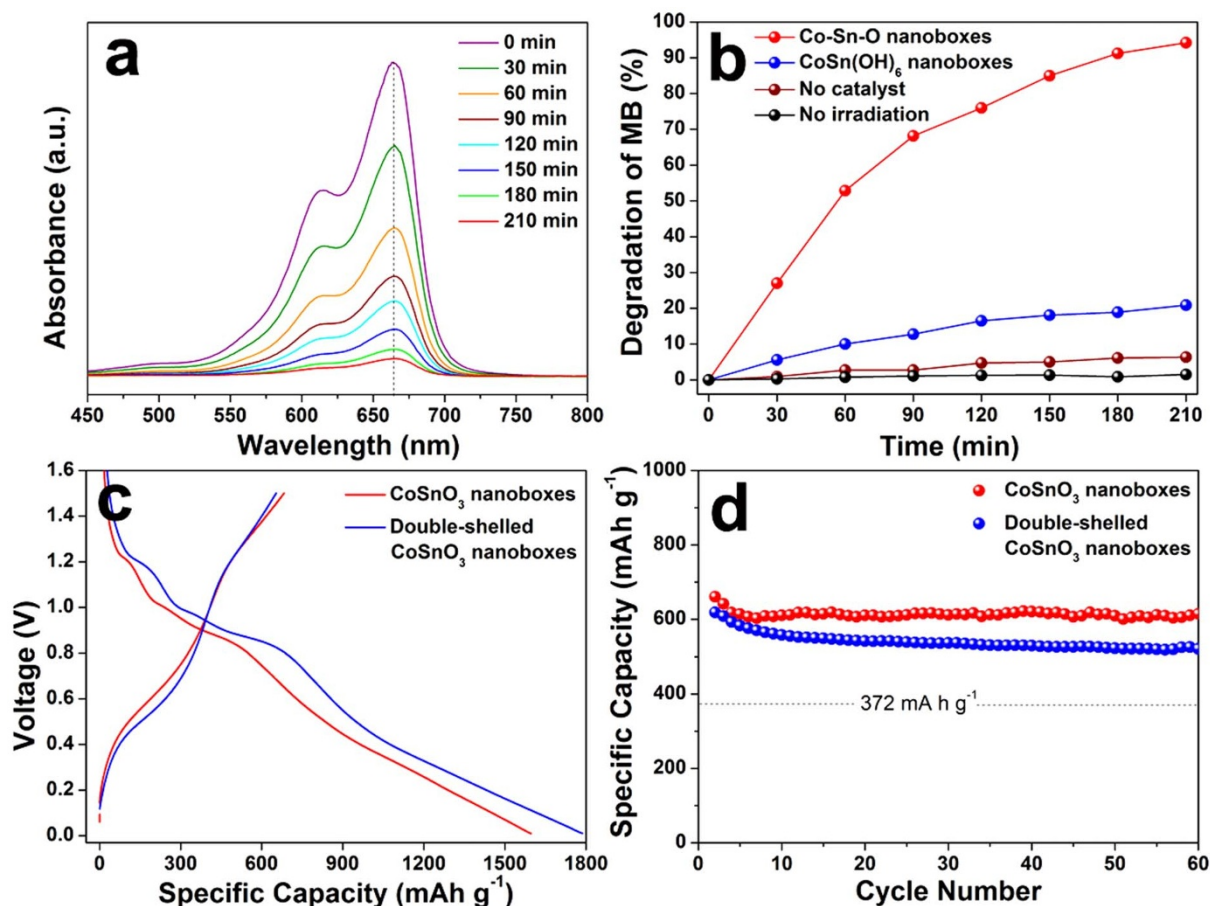 a
0 min
30 min
60 min
90 min
120 min
150 min
180 min
210 min
Absorbance (a.u.)
450 500 550 600 650 700 750 800
Wavelength (nm)
b
Co-Sn-O nanoboxes
CoSn(OH)₆ nanoboxes
No catalyst
No irradiation
Degradation of MB (%)
100
90
80
70
60
50
40
30
20
10
0
0 30 60 90 120 150 180 210
Time (min)
c
CoSnO₃ nanoboxes
Double-shelled
CoSnO₃ nanoboxes
Voltage (V)
1.6
1.4
1.2
1.0
0.8
0.6
0.4
0.2
0.0
0 300 600 900 1200 1500 1800
Specific Capacity (mAh g⁻¹)
d
CoSnO₃ nanoboxes
Double-shelled
CoSnO₃ nanoboxes
372 mA h g⁻¹
Specific Capacity (mAh g⁻¹)
1000
800
600
400
200
0
0 10 20 30 40 50 60
Cycle Number